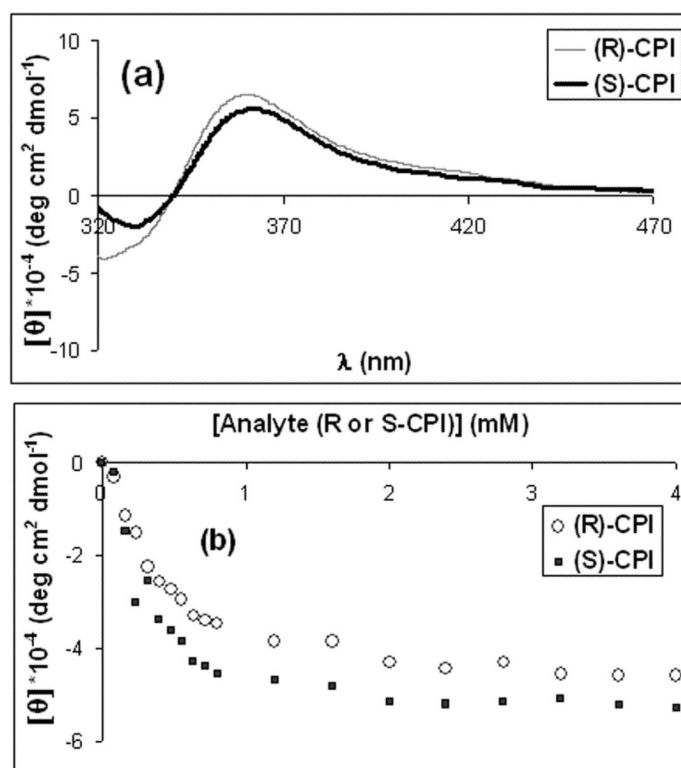 10
(R)-CPI
(a)
(S)-CPI
5
0
320 370 420 470
-5
-10
[θ]*10⁻⁴ (deg cm² dmol⁻¹)
λ (nm)
[Analyte (R or S-CPI)] (mM)
0
0 1 2 3 4
(R)-CPI
(b)
(S)-CPI
-2
-4
-6
[θ]*10⁻⁴ (deg cm² dmol⁻¹)